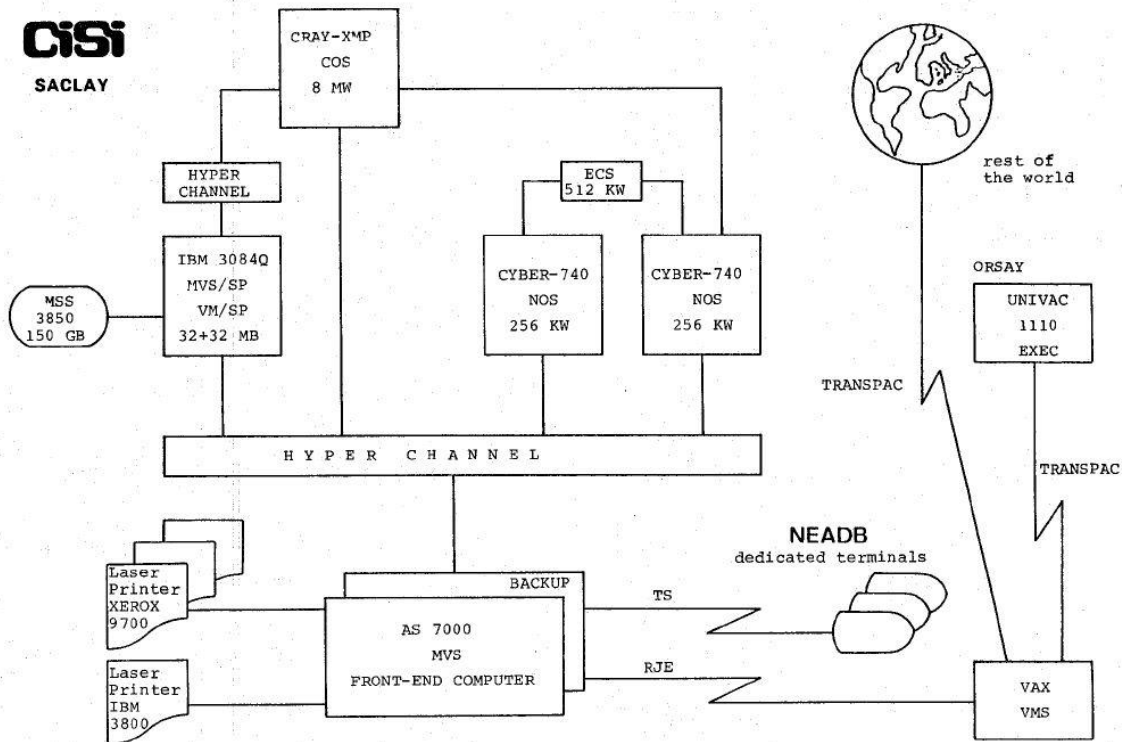 CiSi
SACLAY
CRAY-XMP
COS
8 MW
HYPER
CHANNEL
ECS
512 KW
rest of
the world
IBM 3084Q
MVS/SP
VM/SP
32+32 MB
MSS
3850
150 GB
CYBER-740
NOS
256 KW
CYBER-740
NOS
256 KW
ORSAY
UNIVAC
1110
EXEC
TRANSPAC
HYPER CHANNEL
TRANSPAC
NEADB
dedicated terminals
Laser
Printer
XEROX
9700
BACKUP
TS
AS 7000
MVS
FRONT-END COMPUTER
RJE
Laser
Printer
IBM
3800
VAX
VMS